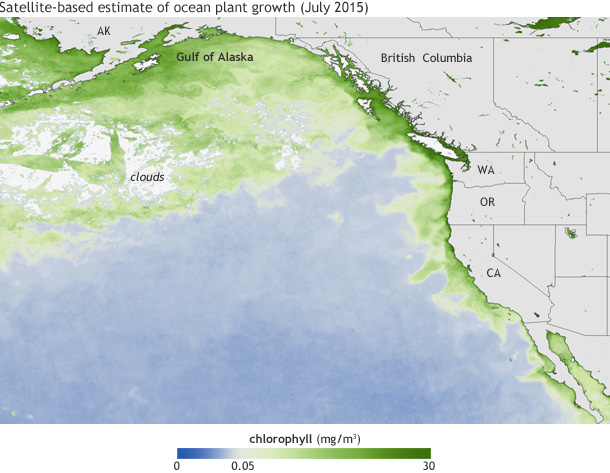 Satellite-based estimate of ocean plant growth (July 2015)
AK
Gulf of Alaska
British Columbia
clouds
WA
OR
CA
chlorophyll (mg/m³)
0 0.05 30